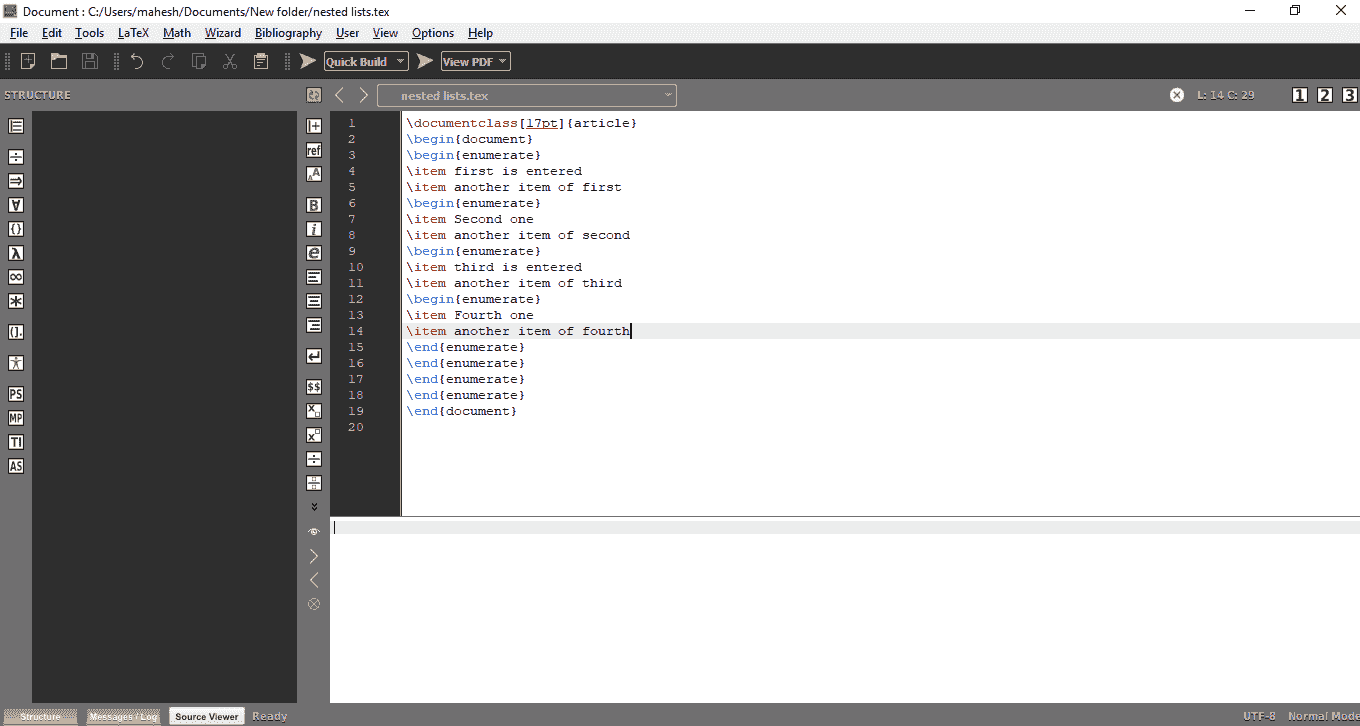 Document : C:/Users/mahesh/Documents/New folder/nested lists.tex
File Edit Tools LaTeX Math Wizard Bibliography User View Options Help
Quick Build View PDF
STRUCTURE nested lists.tex L: 14 C: 29 1 2 3
1 \documentclass[17pt]{article}
2 \begin{document}
3 \begin{enumerate}
4 \item first is entered
5 \item another item of first
6 \begin{enumerate}
7 \item Second one
8 \item another item of second
9 \begin{enumerate}
10 \item third is entered
11 \item another item of third
12 \begin{enumerate}
13 \item Fourth one
14 \item another item of fourth
15 \end{enumerate}
16 \end{enumerate}
17 \end{enumerate}
18 \end{enumerate}
19 \end{document}
20
ref
B
i
e
$$
{}
λ
∞
PS
MP
TI
AS
Structure Messages / Log Source Viewer Ready UTF-8 Normal Mode